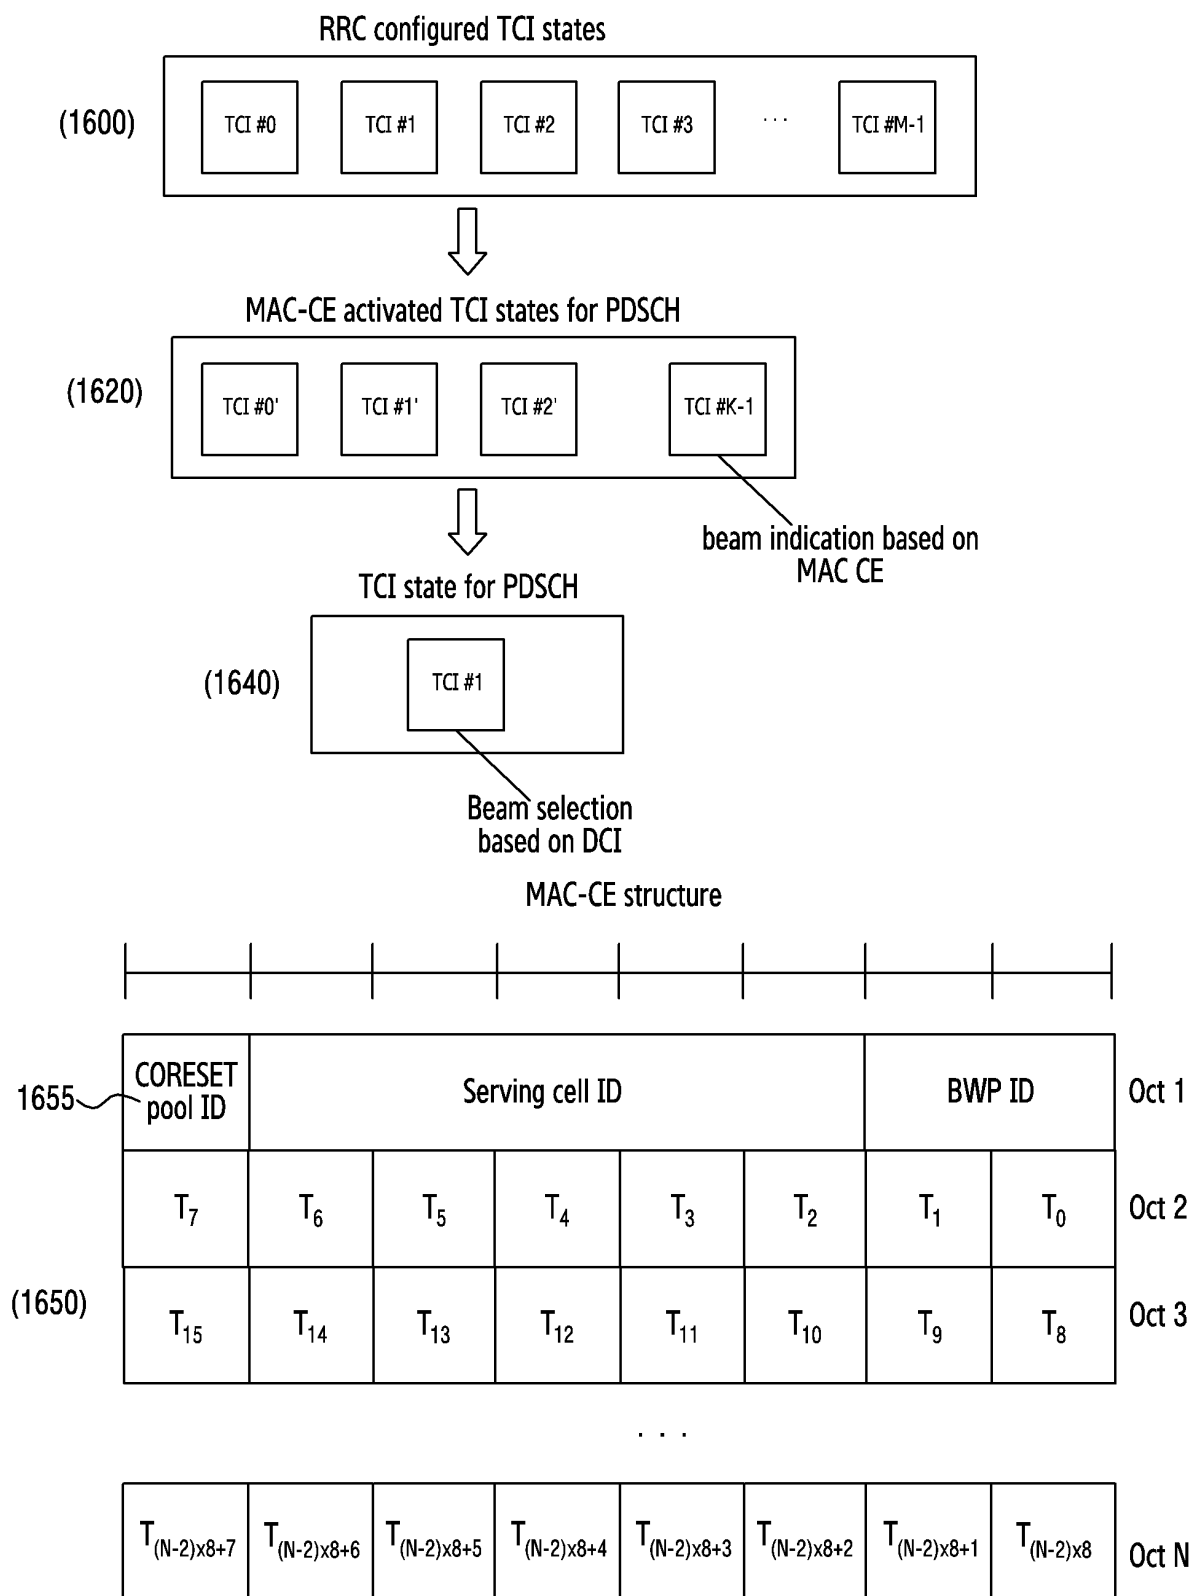 RRC configured TCI states
(1600)
TCI #0 TCI #1 TCI #2 TCI #3 ... TCI #M-1
MAC-CE activated TCI states for PDSCH
(1620)
TCI #0' TCI #1' TCI #2' TCI #K-1
beam indication based on
MAC CE
TCI state for PDSCH
(1640)
TCI #1
Beam selection
based on DCI
MAC-CE structure
1655
CORESET
pool ID
Serving cell ID BWP ID Oct 1
T7 T6 T5 T4 T3 T2 T1 T0 Oct 2
(1650)
T15 T14 T13 T12 T11 T10 T9 T8 Oct 3
...
T(N-2)x8+7 T(N-2)x8+6 T(N-2)x8+5 T(N-2)x8+4 T(N-2)x8+3 T(N-2)x8+2 T(N-2)x8+1 T(N-2)x8 Oct N